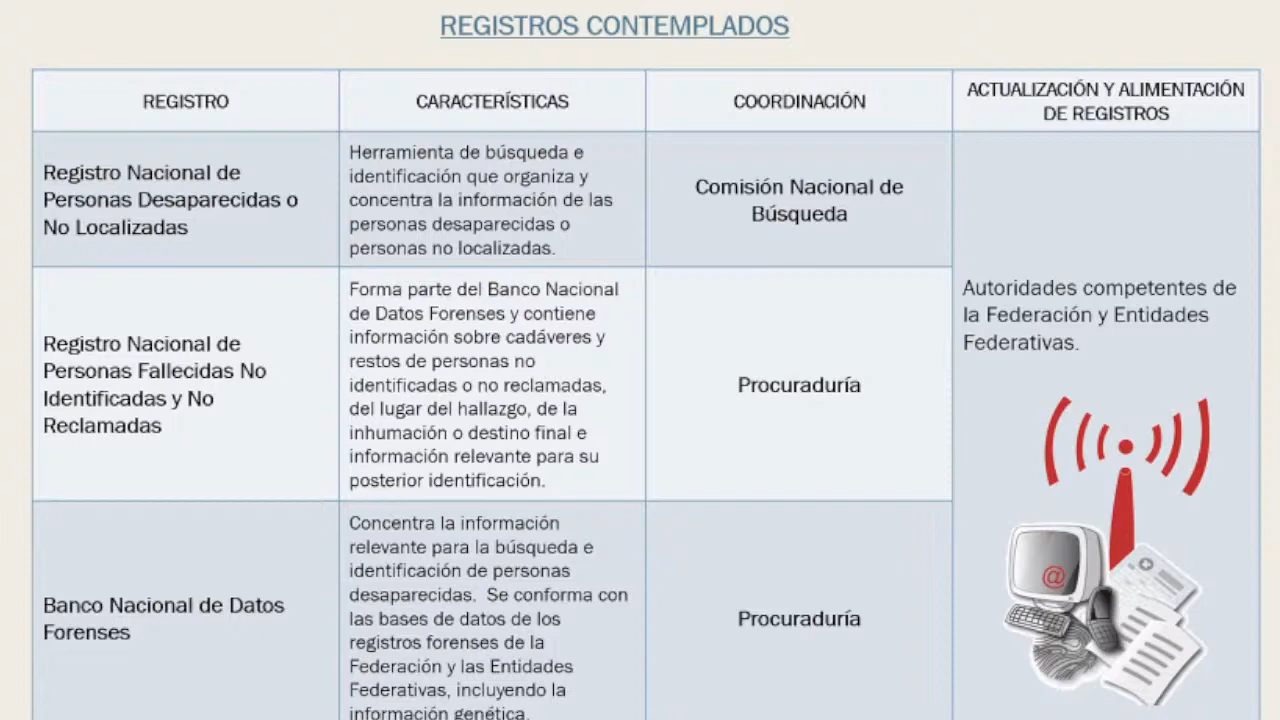 REGISTROS CONTEMPLADOS
REGISTRO
CARACTERÍSTICAS
COORDINACIÓN
ACTUALIZACIÓN Y ALIMENTACIÓN
DE REGISTROS
Registro Nacional de
Personas Desaparecidas o
No Localizadas
Herramienta de búsqueda e
identificación que organiza y
concentra la información de las
personas desaparecidas o
personas no localizadas.
Comisión Nacional de
Búsqueda
Autoridades competentes de
la Federación y Entidades
Federativas.
Registro Nacional de
Personas Fallecidas No
Identificadas y No
Reclamadas
Forma parte del Banco Nacional
de Datos Forenses y contiene
información sobre cadáveres y
restos de personas no
identificadas o no reclamadas,
del lugar del hallazgo, de la
inhumación o destino final e
información relevante para su
posterior identificación.
Procuraduría
Banco Nacional de Datos
Forenses
Concentra la información
relevante para la búsqueda e
identificación de personas
desaparecidas. Se conforma con
las bases de datos de los
registros forenses de la
Federación y las Entidades
Federativas, incluyendo la
información genética.
Procuraduría
@